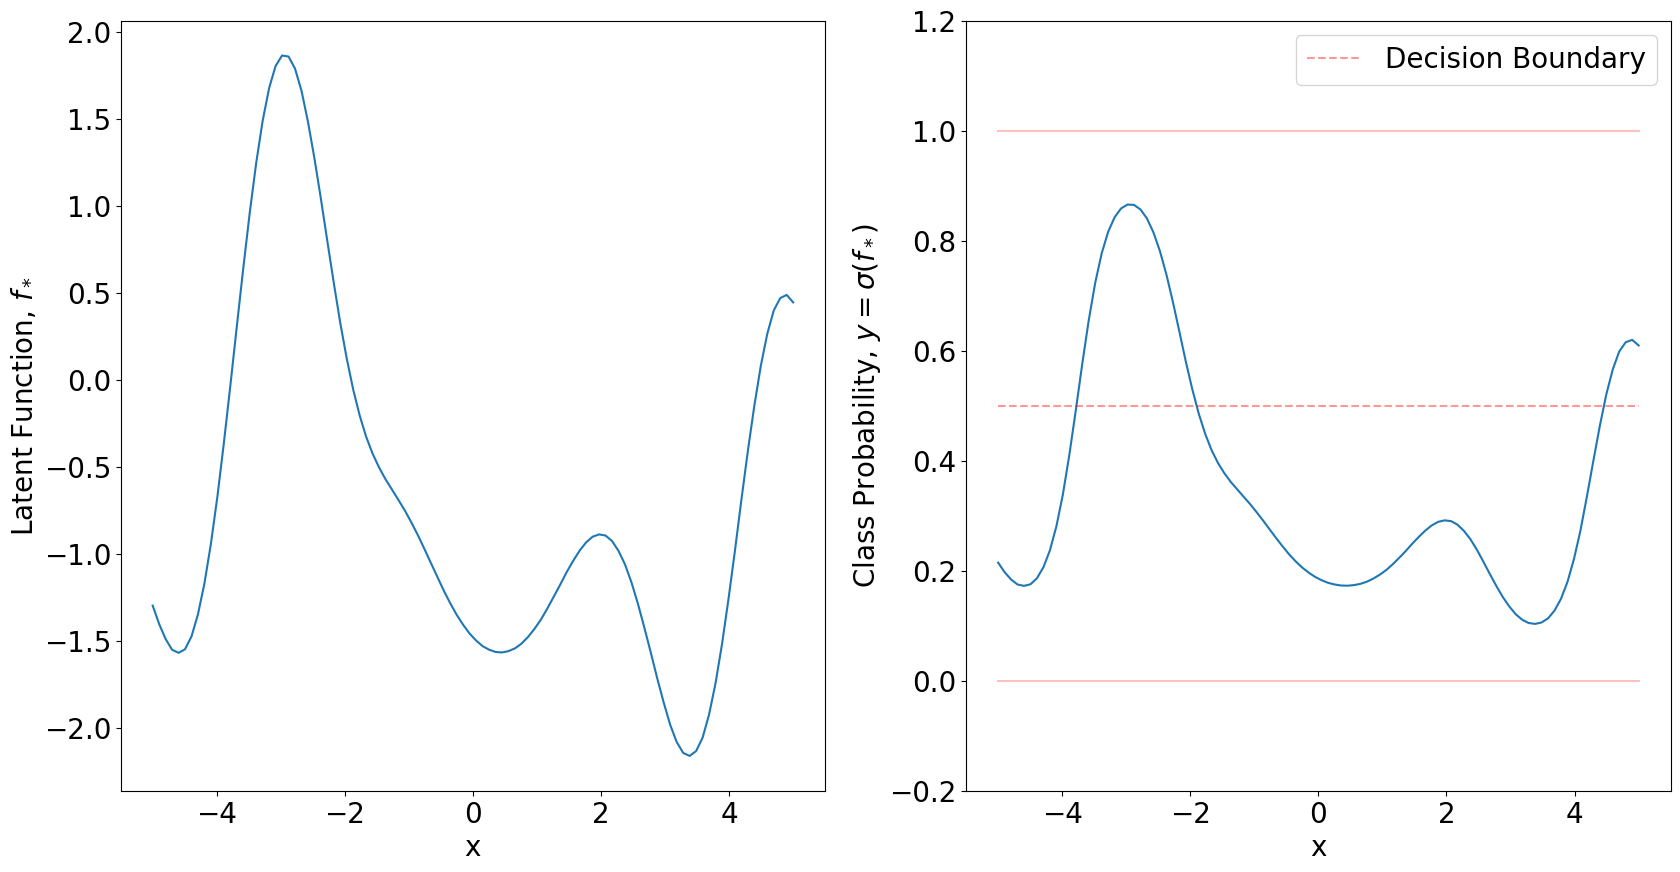 Latent Function, f*
2.0
1.5
1.0
0.5
0.0
−0.5
−1.0
−1.5
−2.0
−4 −2 0 2 4
x
Class Probability, y = σ(f*)
1.2
1.0
0.8
0.6
0.4
0.2
0.0
−0.2
Decision Boundary
−4 −2 0 2 4
x